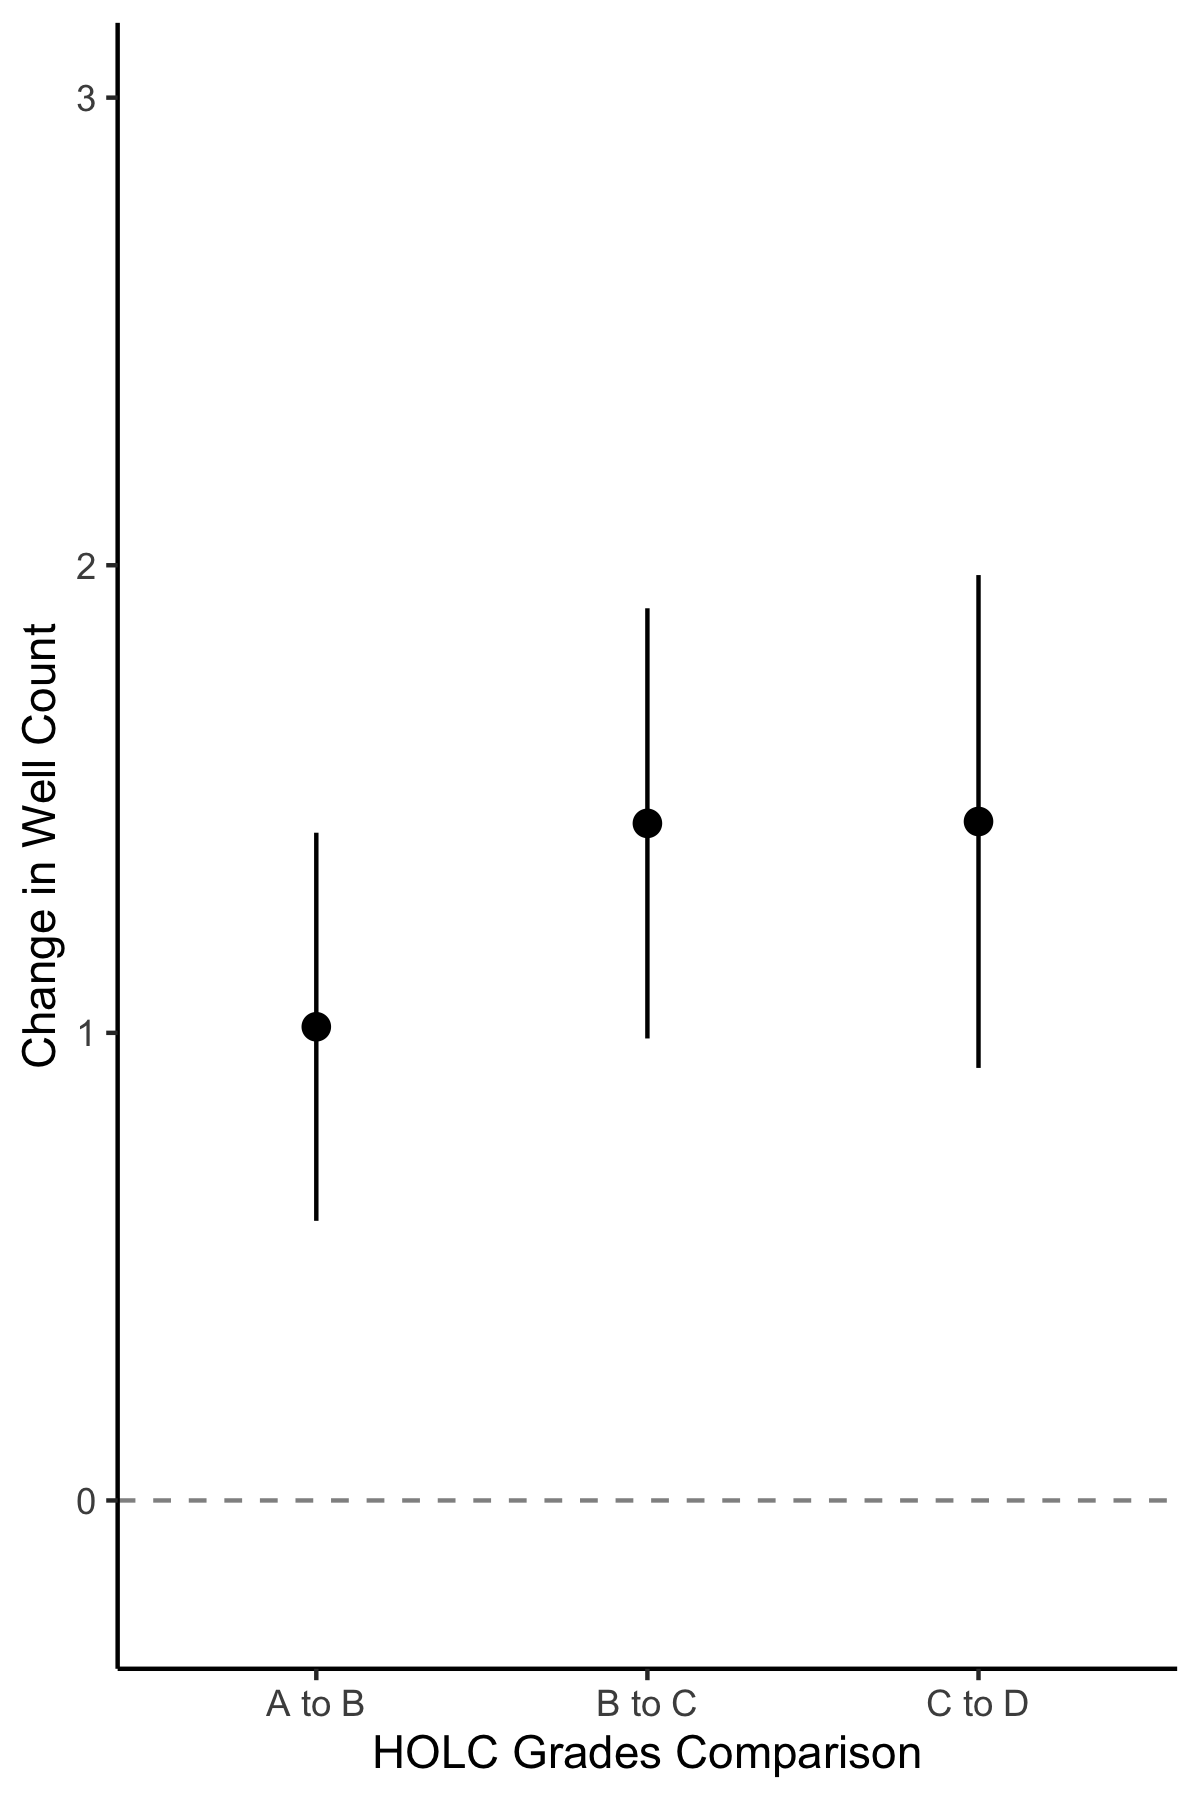 3
2
1
0
Change in Well Count
A to B
B to C
C to D
HOLC Grades Comparison